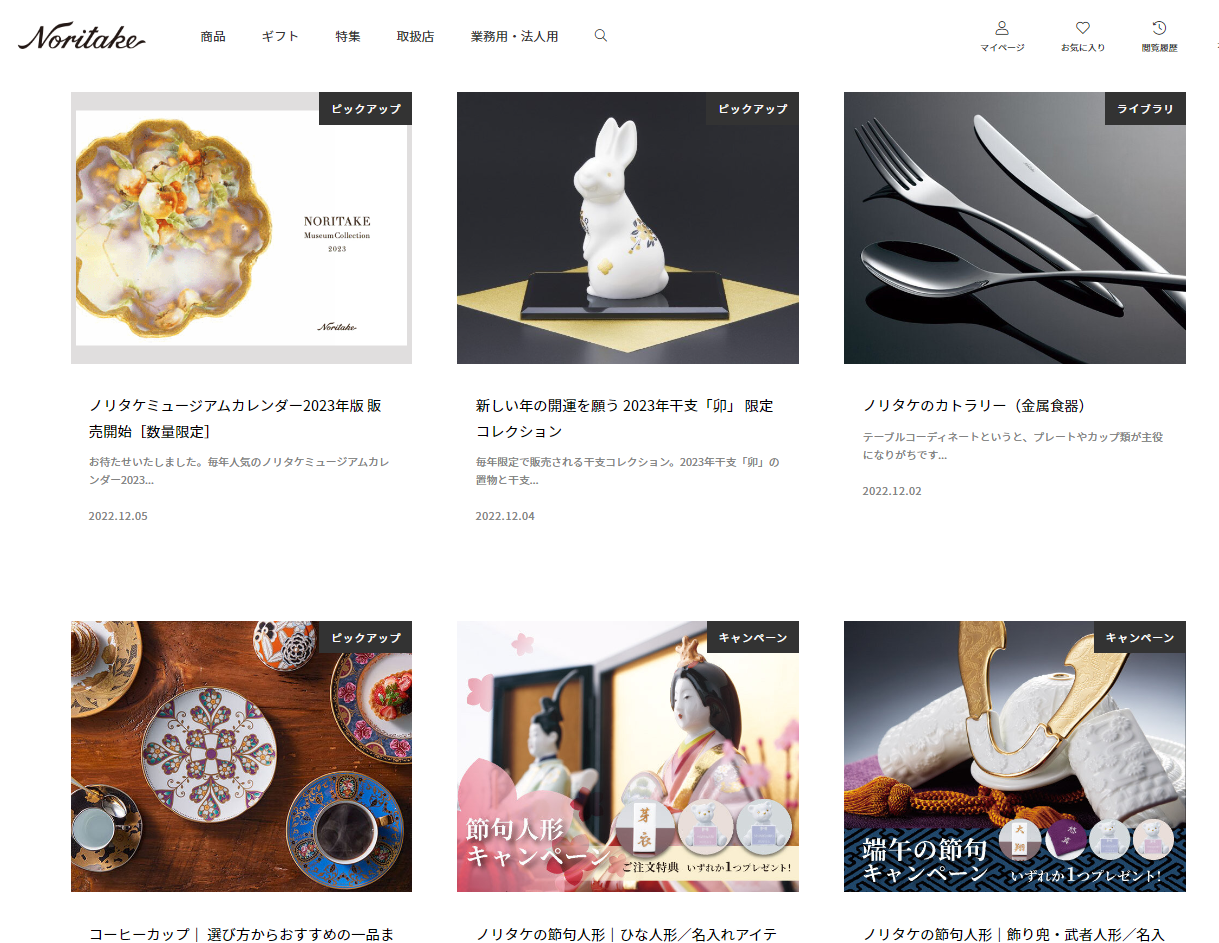 Noritake
商品
ギフト
特集
取扱店
業務用・法人用
マイページ
お気に入り
閲覧履歴
ピックアップ
NORITAKE
Museum Collection
2023
Noritake
ノリタケミュージアムカレンダー2023年版 販
売開始［数量限定］
お待たせいたしました。毎年人気のノリタケミュージアムカレ
ンダー2023...
2022.12.05
ピックアップ
新しい年の開運を願う 2023年干支「卯」 限定
コレクション
毎年限定で販売される干支コレクション。2023年干支「卯」の
置物と干支...
2022.12.04
ライブラリ
ノリタケのカトラリー（金属食器）
テーブルコーディネートというと、プレートやカップ類が主役
になりがちです...
2022.12.02
ピックアップ
コーヒーカップ｜ 選び方からおすすめの一品ま
キャンペーン
芽衣
節句人形
キャンペーン
ご注文特典 いずれか1つプレゼント!
ノリタケの節句人形｜ひな人形／名入れアイテ
キャンペーン
大翔
端午の節句
キャンペーン
いずれか1つプレゼント!
ノリタケの節句人形｜飾り兜・武者人形／名入